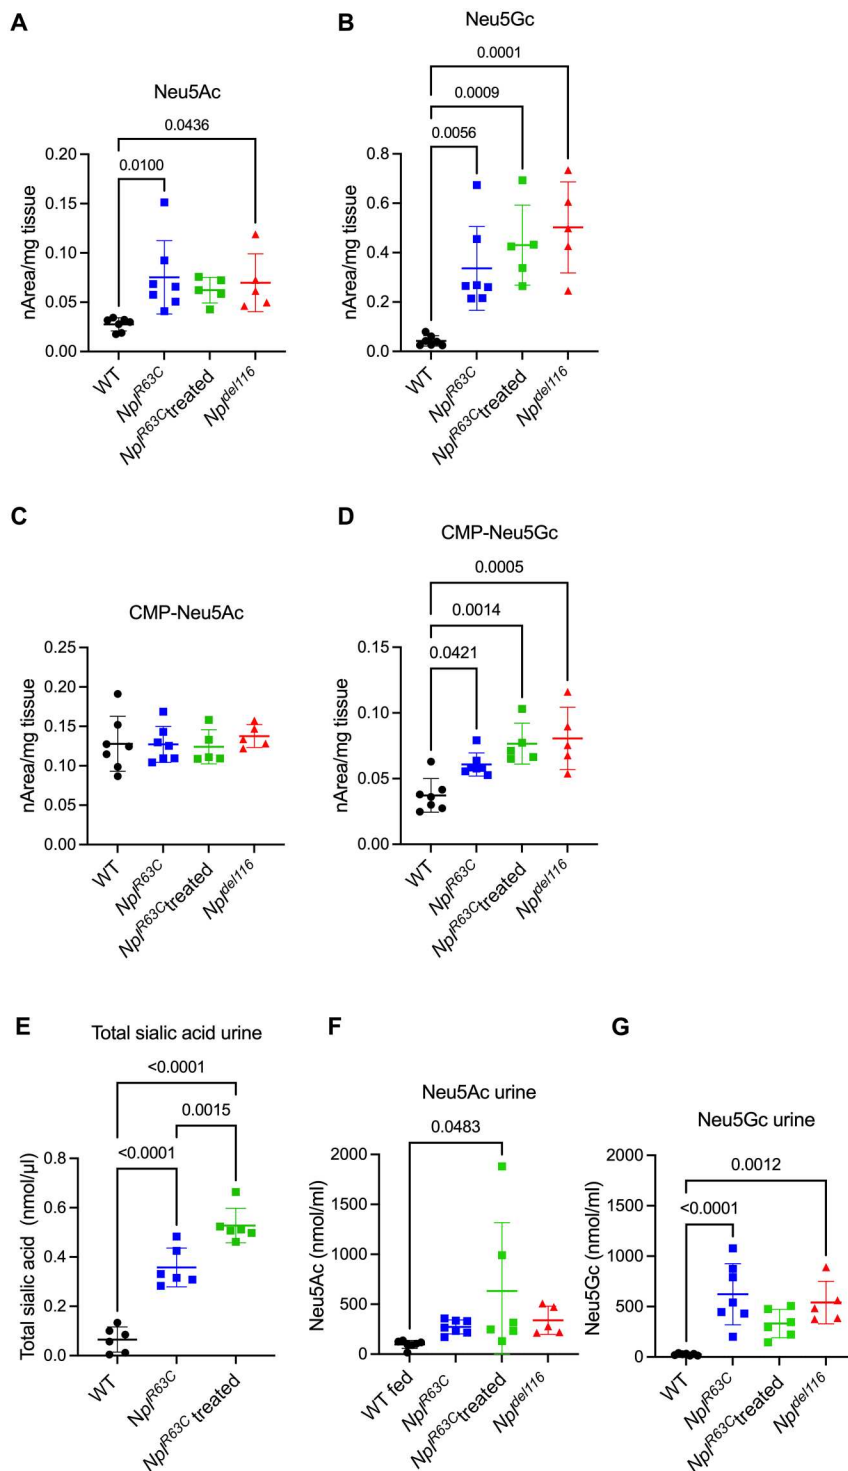 A
Neu5Ac
0.0436
0.0100
nArea/mg tissue
0.20
0.15
0.10
0.05
0.00
WT
Npl^R63C
Npl^R63C treated
Npl^del116
B
Neu5Gc
0.0001
0.0009
0.0056
nArea/mg tissue
0.8
0.6
0.4
0.2
0.0
WT
Npl^R63C
Npl^R63C treated
Npl^del116
C
CMP-Neu5Ac
nArea/mg tissue
0.25
0.20
0.15
0.10
0.05
0.00
WT
Npl^R63C
Npl^R63C treated
Npl^del116
D
CMP-Neu5Gc
0.0005
0.0014
0.0421
nArea/mg tissue
0.15
0.10
0.05
0.00
WT
Npl^R63C
Npl^R63C treated
Npl^del116
E
Total sialic acid urine
<0.0001
0.0015
<0.0001
Total sialic acid (nmol/µl)
0.8
0.6
0.4
0.2
0.0
WT
Npl^R63C
Npl^R63C treated
F
Neu5Ac urine
0.0483
Neu5Ac (nmol/ml)
2000
1500
1000
500
0
WT fed
Npl^R63C
Npl^R63C treated
Npl^del116
G
Neu5Gc urine
0.0012
<0.0001
Neu5Gc (nmol/ml)
2000
1500
1000
500
0
WT
Npl^R63C
Npl^R63C treated
Npl^del116